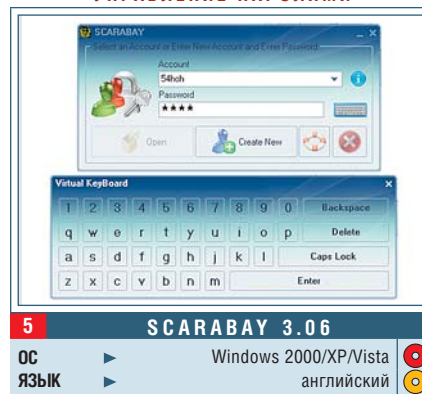 SCARABAY
Select an Account or Enter New Account and Enter Password
Account
54hch
Password
****
Open
Create New
Virtual KeyBoard
1 2 3 4 5 6 7 8 9 0 Backspace
q w e r t y u i o p Delete
a s d f g h j k l Caps Lock
z x c v b n m Enter
5 SCARABAY 3.06
ОС Windows 2000/XP/Vista
ЯЗЫК английский